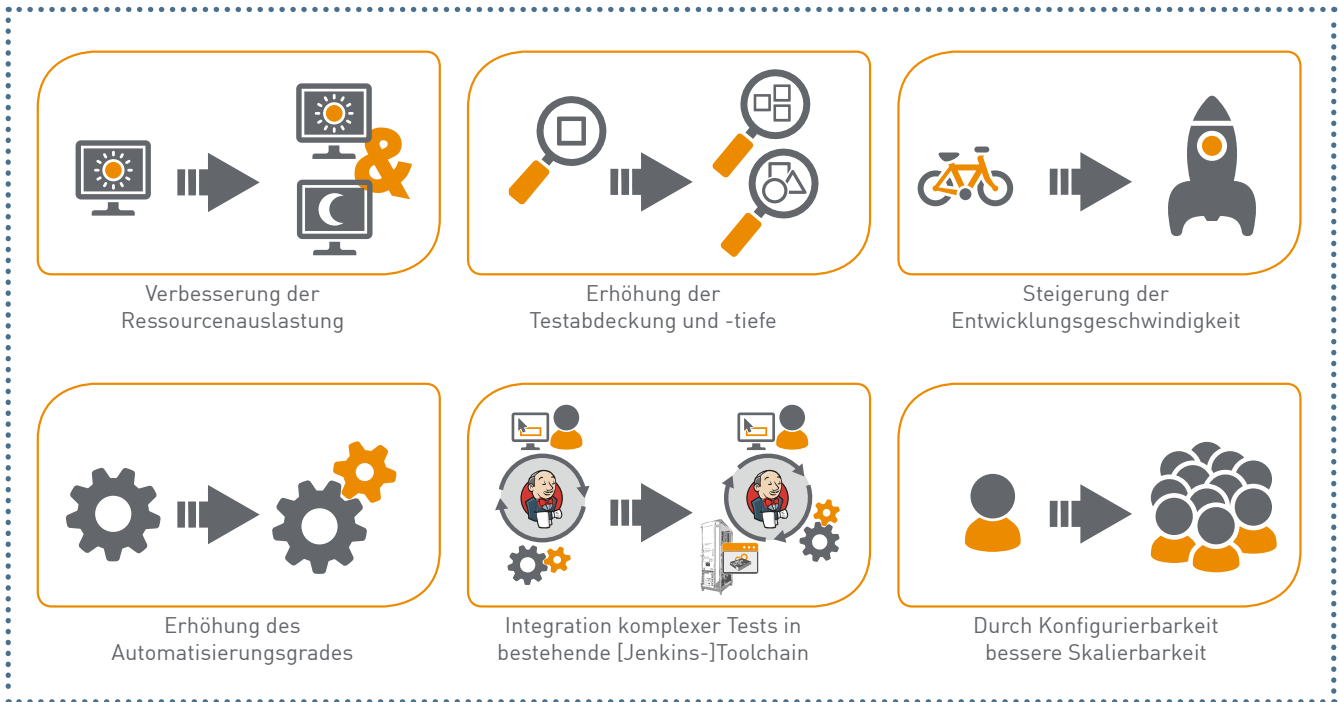 &
Verbesserung der
Ressourcenauslastung
Erhöhung der
Testabdeckung und -tiefe
Steigerung der
Entwicklungsgeschwindigkeit
Erhöhung des
Automatisierungsgrades
Integration komplexer Tests in
bestehende [Jenkins-]Toolchain
Durch Konfigurierbarkeit
bessere Skalierbarkeit